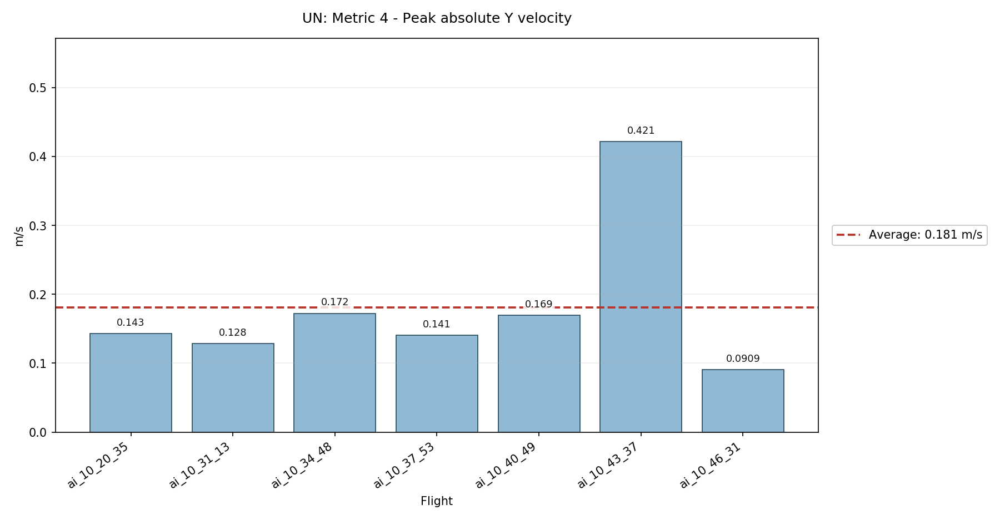 UN: Metric 4 - Peak absolute Y velocity
m/s
0.5
0.4
0.3
0.2
0.1
0.0
0.143
0.128
0.172
0.141
0.169
0.421
0.0909
Average: 0.181 m/s
ai_10_20_35
ai_10_31_13
ai_10_34_48
ai_10_37_53
ai_10_40_49
ai_10_43_37
ai_10_46_31
Flight